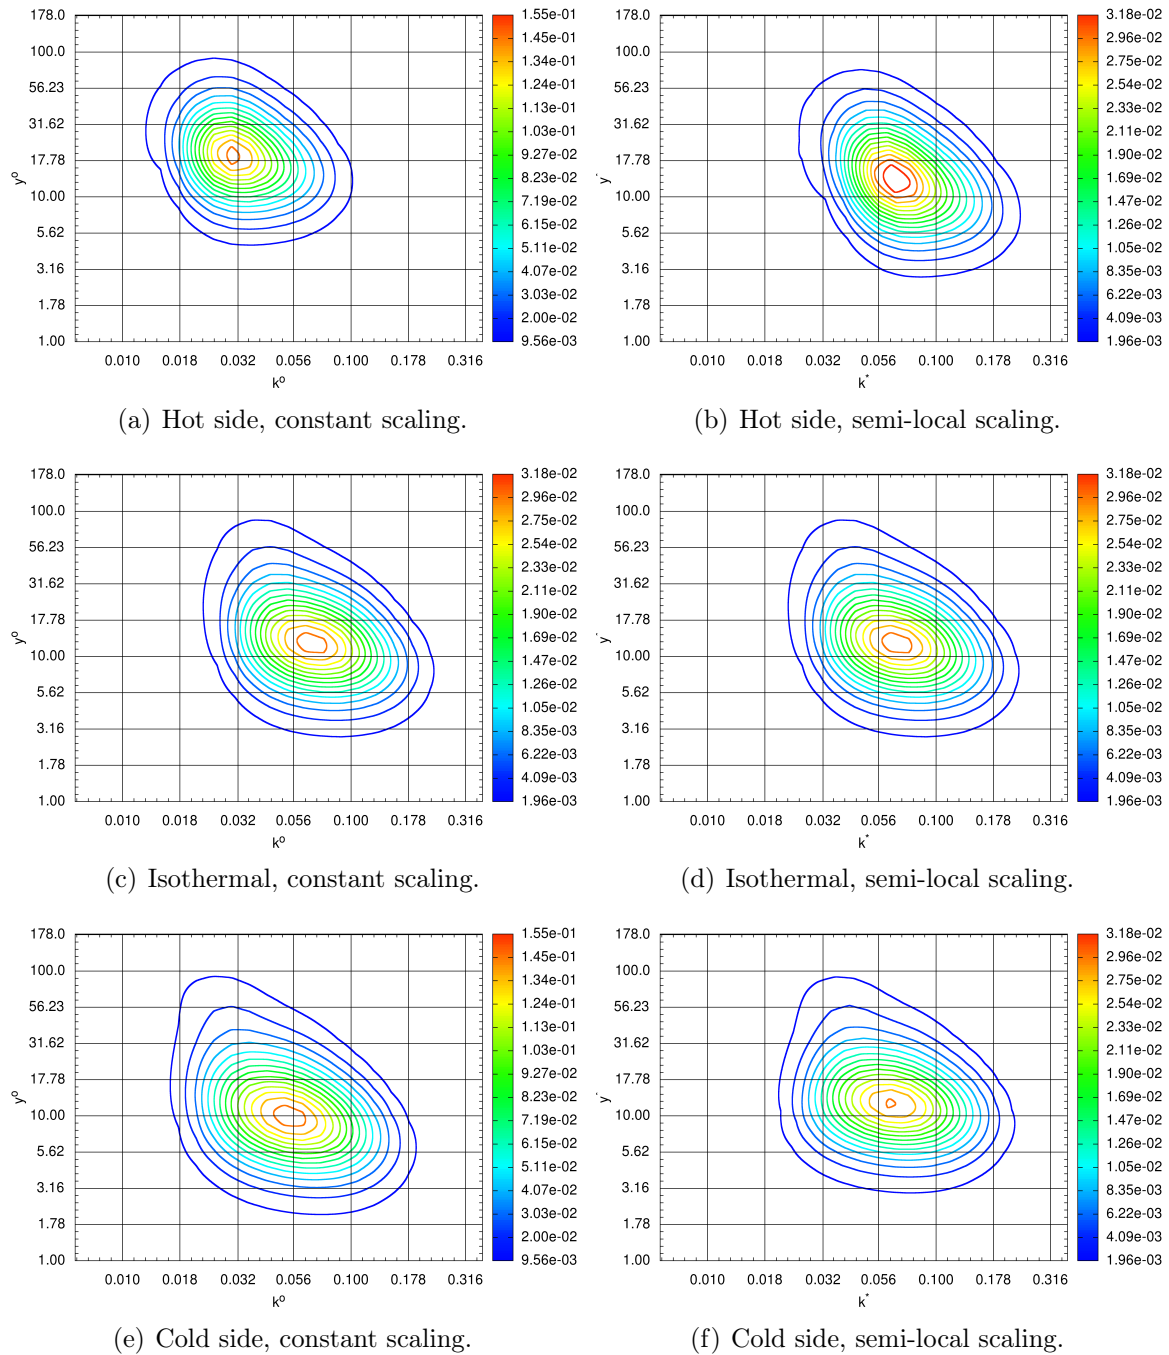 178.0
100.0
56.23
31.62
17.78
10.00
5.62
3.16
1.78
1.00
yº
0.010 0.018 0.032 0.056 0.100 0.178 0.316
kº
1.55e-01
1.45e-01
1.34e-01
1.24e-01
1.13e-01
1.03e-01
9.27e-02
8.23e-02
7.19e-02
6.15e-02
5.11e-02
4.07e-02
3.03e-02
2.00e-02
9.56e-03
(a) Hot side, constant scaling.
178.0
100.0
56.23
31.62
17.78
10.00
5.62
3.16
1.78
1.00
y*
0.010 0.018 0.032 0.056 0.100 0.178 0.316
k*
3.18e-02
2.96e-02
2.75e-02
2.54e-02
2.33e-02
2.11e-02
1.90e-02
1.69e-02
1.47e-02
1.26e-02
1.05e-02
8.35e-03
6.22e-03
4.09e-03
1.96e-03
(b) Hot side, semi-local scaling.
178.0
100.0
56.23
31.62
17.78
10.00
5.62
3.16
1.78
1.00
yº
0.010 0.018 0.032 0.056 0.100 0.178 0.316
kº
3.18e-02
2.96e-02
2.75e-02
2.54e-02
2.33e-02
2.11e-02
1.90e-02
1.69e-02
1.47e-02
1.26e-02
1.05e-02
8.35e-03
6.22e-03
4.09e-03
1.96e-03
(c) Isothermal, constant scaling.
178.0
100.0
56.23
31.62
17.78
10.00
5.62
3.16
1.78
1.00
y*
0.010 0.018 0.032 0.056 0.100 0.178 0.316
k*
3.18e-02
2.96e-02
2.75e-02
2.54e-02
2.33e-02
2.11e-02
1.90e-02
1.69e-02
1.47e-02
1.26e-02
1.05e-02
8.35e-03
6.22e-03
4.09e-03
1.96e-03
(d) Isothermal, semi-local scaling.
178.0
100.0
56.23
31.62
17.78
10.00
5.62
3.16
1.78
1.00
yº
0.010 0.018 0.032 0.056 0.100 0.178 0.316
kº
1.55e-01
1.45e-01
1.34e-01
1.24e-01
1.13e-01
1.03e-01
9.27e-02
8.23e-02
7.19e-02
6.15e-02
5.11e-02
4.07e-02
3.03e-02
2.00e-02
9.56e-03
(e) Cold side, constant scaling.
178.0
100.0
56.23
31.62
17.78
10.00
5.62
3.16
1.78
1.00
y*
0.010 0.018 0.032 0.056 0.100 0.178 0.316
k*
3.18e-02
2.96e-02
2.75e-02
2.54e-02
2.33e-02
2.11e-02
1.90e-02
1.69e-02
1.47e-02
1.26e-02
1.05e-02
8.35e-03
6.22e-03
4.09e-03
1.96e-03
(f) Cold side, semi-local scaling.